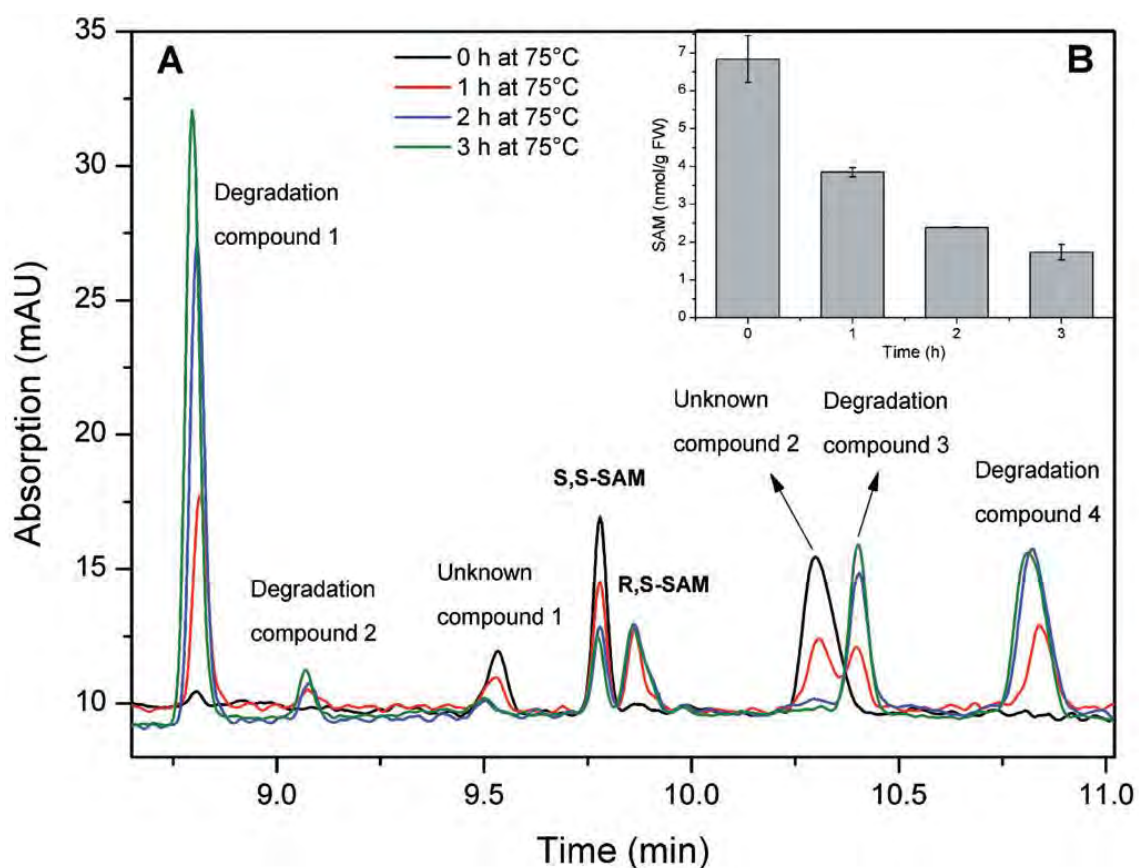 A
0 h at 75°C
1 h at 75°C
2 h at 75°C
3 h at 75°C
B
SAM (nmol/g FW)
7
6
5
4
3
2
1
0
0 1 2 3
Time (h)
Absorption (mAU)
35
30
25
20
15
10
Degradation
compound 1
Degradation
compound 2
Unknown
compound 1
S,S-SAM
R,S-SAM
Unknown
compound 2
Degradation
compound 3
Degradation
compound 4
9.0 9.5 10.0 10.5 11.0
Time (min)